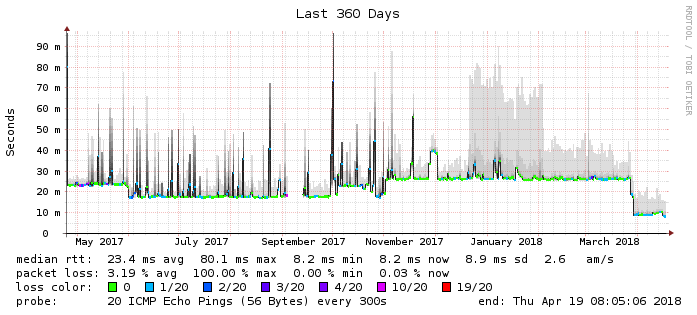 Last 360 Days
RRDTOOL / TOBI OETIKER
Seconds
90 m
80 m
70 m
60 m
50 m
40 m
30 m
20 m
10 m
0
May 2017 July 2017 September 2017 November 2017 January 2018 March 2018
median rtt: 23.4 ms avg 80.1 ms max 8.2 ms min 8.2 ms now 8.9 ms sd 2.6 am/s
packet loss: 3.19 % avg 100.00 % max 0.00 % min 0.03 % now
loss color: 0 1/20 2/20 3/20 4/20 10/20 19/20
probe: 20 ICMP Echo Pings (56 Bytes) every 300s end: Thu Apr 19 08:05:06 2018